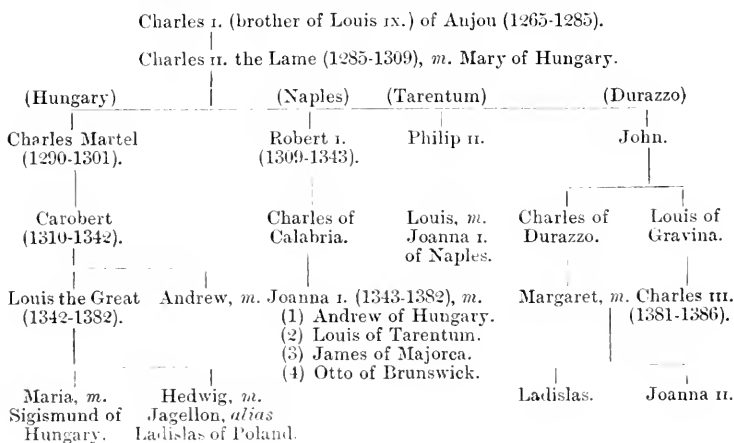 Charles I. (brother of Louis IX.) of Anjou (1265-1285).
Charles II. the Lame (1285-1309), m. Mary of Hungary.
(Hungary) (Naples) (Tarentum) (Durazzo)
Charles Martel Robert I. Philip II. John.
(1290-1301). (1309-1343).
Carobert Charles of Louis, m. Charles of Louis of
(1310-1342). Calabria. Joanna I. Durazzo. Gravina.
of Naples.
Louis the Great Andrew, m. Joanna I. (1343-1382), m. Margaret, m. Charles III.
(1342-1382). (1) Andrew of Hungary. (1381-1386).
(2) Louis of Tarentum.
(3) James of Majorca.
(4) Otto of Brunswick.
Maria, m. Hedwig, m. Ladislas. Joanna II.
Sigismund of Jagellon, alias
Hungary. Ladislas of Poland.